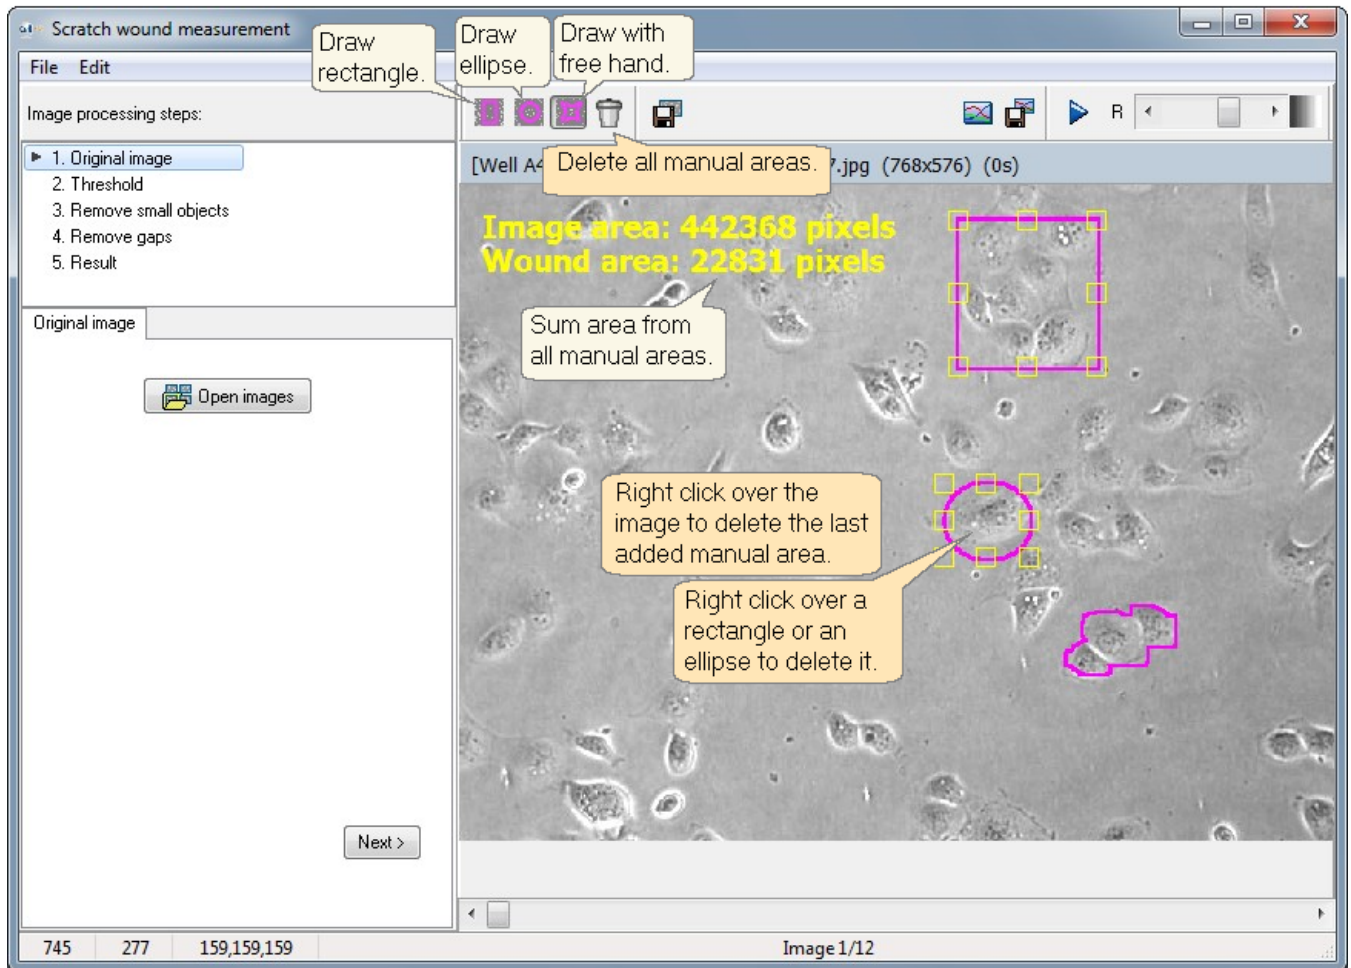 Scratch wound measurement
Draw
rectangle.
Draw
ellipse.
Draw with
free hand.
File Edit
Image processing steps:
R
1. Original image
2. Threshold
3. Remove small objects
4. Remove gaps
5. Result
Delete all manual areas.
[Well A4 7.jpg (768x576) (0s)
Image area: 442368 pixels
Wound area: 22831 pixels
Sum area from
all manual areas.
Original image
Open images
Right click over the
image to delete the last
added manual area.
Right click over a
rectangle or an
ellipse to delete it.
Next >
745 277 159,159,159 Image 1/12